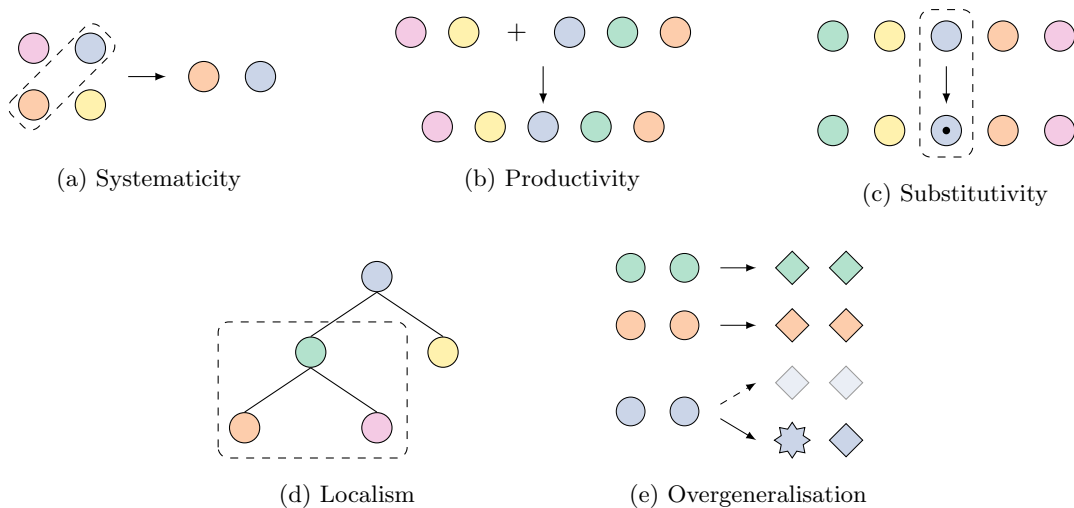 +
(a) Systematicity
(b) Productivity
(c) Substitutivity
(d) Localism
(e) Overgeneralisation